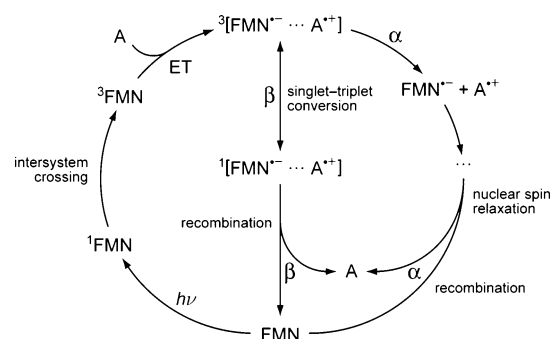 A
³[FMN•⁻ ··· A•⁺]
α
ET
³FMN
β
singlet–triplet
conversion
FMN•⁻ + A•⁺
intersystem
crossing
¹[FMN•⁻ ··· A•⁺]
...
nuclear spin
relaxation
recombination
¹FMN
β
A
α
recombination
hν
FMN